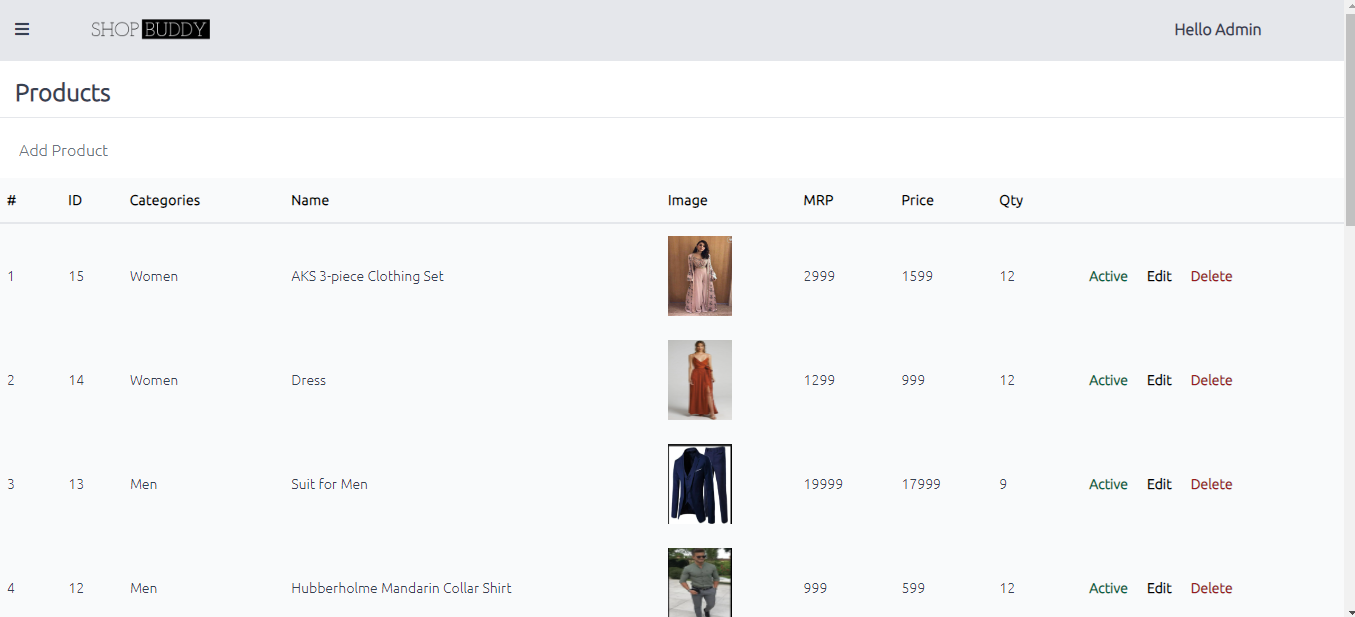 SHOP BUDDY Hello Admin
Products
Add Product
# ID Categories Name Image MRP Price Qty
1 15 Women AKS 3-piece Clothing Set 2999 1599 12 Active Edit Delete
2 14 Women Dress 1299 999 12 Active Edit Delete
3 13 Men Suit for Men 19999 17999 9 Active Edit Delete
4 12 Men Hubberholme Mandarin Collar Shirt 999 599 12 Active Edit Delete